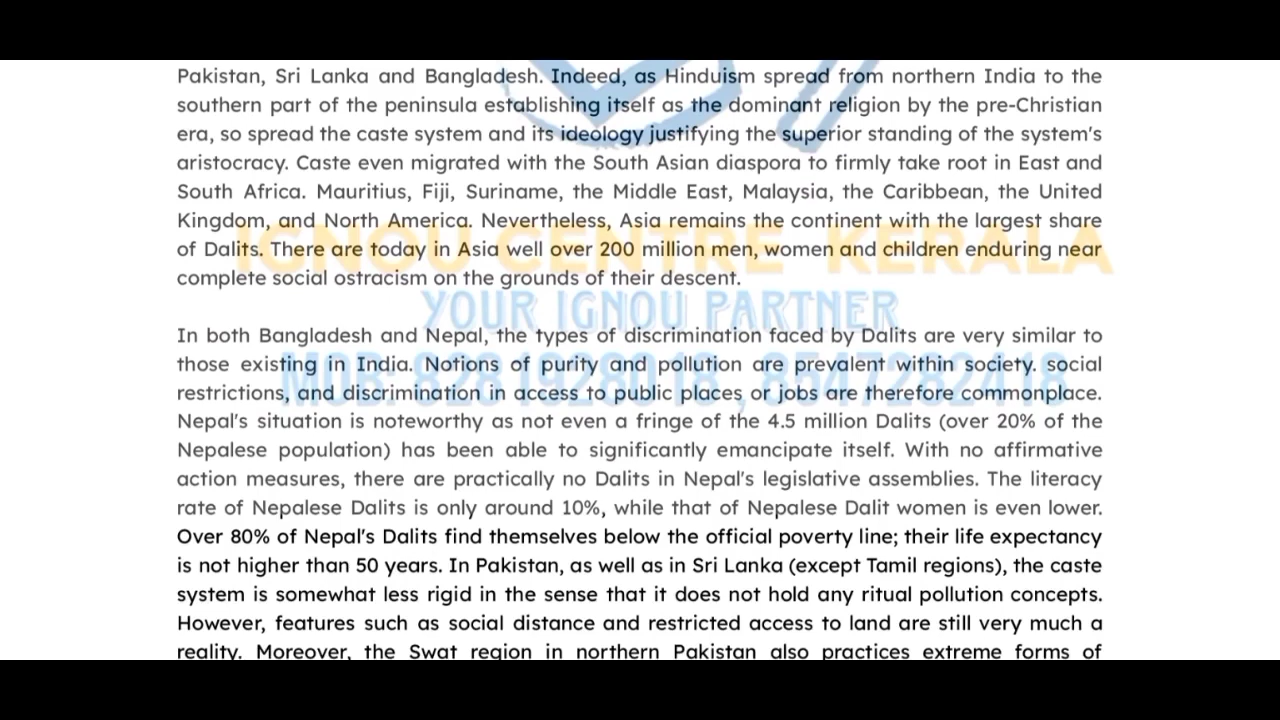 Pakistan, Sri Lanka and Bangladesh. Indeed, as Hinduism spread from northern India to the
southern part of the peninsula establishing itself as the dominant religion by the pre-Christian
era, so spread the caste system and its ideology justifying the superior standing of the system's
aristocracy. Caste even migrated with the South Asian diaspora to firmly take root in East and
South Africa. Mauritius, Fiji, Suriname, the Middle East, Malaysia, the Caribbean, the United
Kingdom, and North America. Nevertheless, Asia remains the continent with the largest share
IGNOU CENTRE KERALA
of Dalits. There are today in Asia well over 200 million men, women and children enduring near
complete social ostracism on the grounds of their descent.
YOUR IGNOU PARTNER
In both Bangladesh and Nepal, the types of discrimination faced by Dalits are very similar to
those existing in India. Notions of purity and pollution are prevalent within society. social
MOB: 8281928018, 8547282418
restrictions, and discrimination in access to public places or jobs are therefore commonplace.
Nepal's situation is noteworthy as not even a fringe of the 4.5 million Dalits (over 20% of the
Nepalese population) has been able to significantly emancipate itself. With no affirmative
action measures, there are practically no Dalits in Nepal's legislative assemblies. The literacy
rate of Nepalese Dalits is only around 10%, while that of Nepalese Dalit women is even lower.
Over 80% of Nepal's Dalits find themselves below the official poverty line; their life expectancy
is not higher than 50 years. In Pakistan, as well as in Sri Lanka (except Tamil regions), the caste
system is somewhat less rigid in the sense that it does not hold any ritual pollution concepts.
However, features such as social distance and restricted access to land are still very much a
reality. Moreover, the Swat region in northern Pakistan also practices extreme forms of